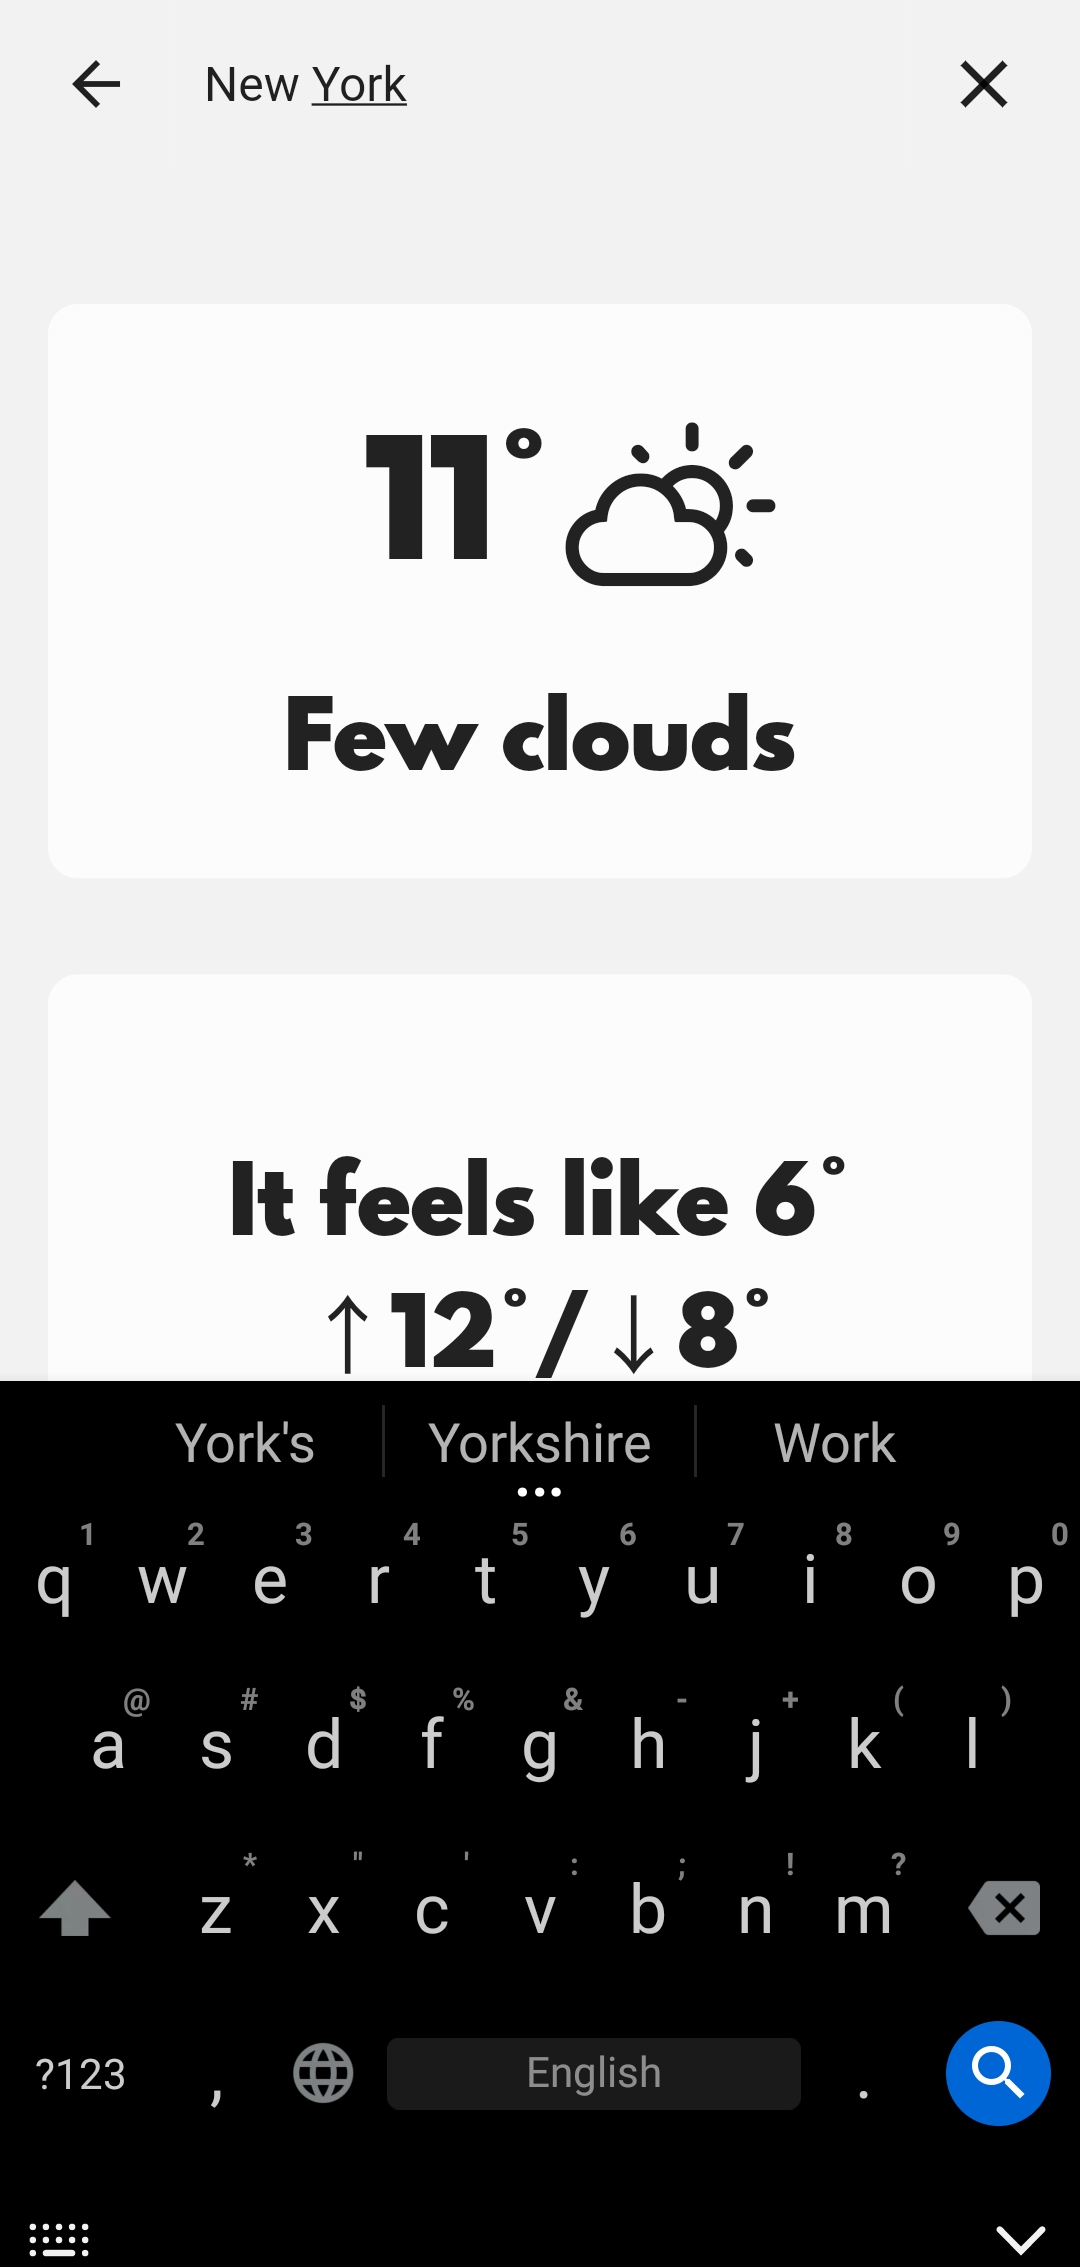 New York
11°
Few clouds
It feels like 6°
↑12°/↓8°
York's Yorkshire Work
1 2 3 4 5 6 7 8 9 0
q w e r t y u i o p
@ # $ % & - + ( )
a s d f g h j k l
* " ' : ; ! ?
z x c v b n m
?123 , English .